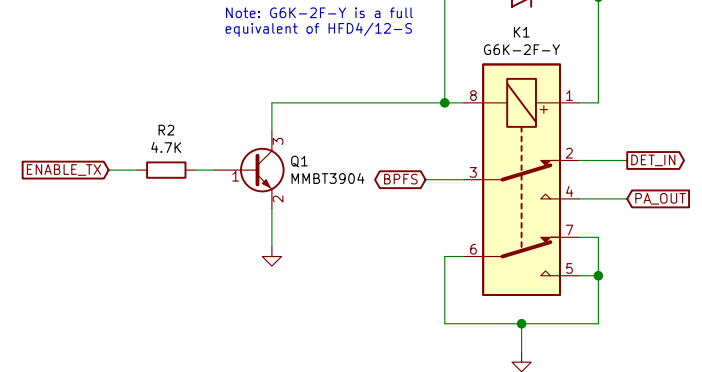 Note: G6K-2F-Y is a full
equivalent of HFD4/12-S
K1
G6K-2F-Y
8
1
+
R2
4.7K
3
ENABLE_TX
1
Q1
MMBT3904
2
BPFS
3
2
DET_IN
4
PA_OUT
7
6
5